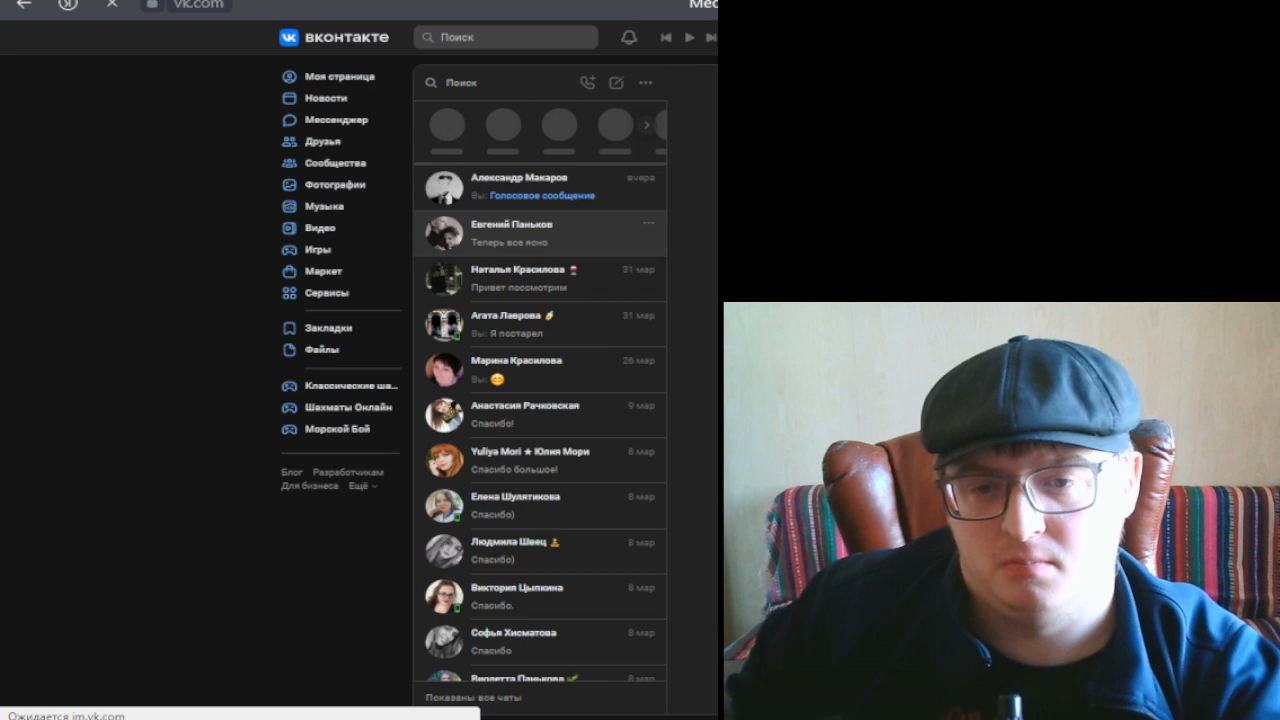 vk.com
Мес
вконтакте
Поиск
Моя страница
Новости
Мессенджер
Друзья
Сообщества
Фотографии
Музыка
Видео
Игры
Маркет
Сервисы
Закладки
Файлы
Классические ша...
Шахматы Онлайн
Морской Бой
Блог Разработчикам
Для бизнеса Ещё
Поиск
Александр Макаров вчера
Вы: Голосовое сообщение
Евгений Паньков
Теперь все ясно
Наталья Красилова 31 мар
Привет поссмотрим
Агата Лаврова 31 мар
Вы: Я постарел
Марина Красилова 26 мар
Вы: 😊
Анастасия Рачковская 9 мар
Спасибо!
Yuliya Mori ★ Юлия Мори 8 мар
Спасибо большое!
Елена Шулятикова 8 мар
Спасибо)
Людмила Швец 8 мар
Спасибо)
Виктория Цыпкина 8 мар
Спасибо.
Софья Хисматова 8 мар
Спасибо
Виолетта Панькова 8 мар
Показаны все чаты
Ожидается im.vk.com